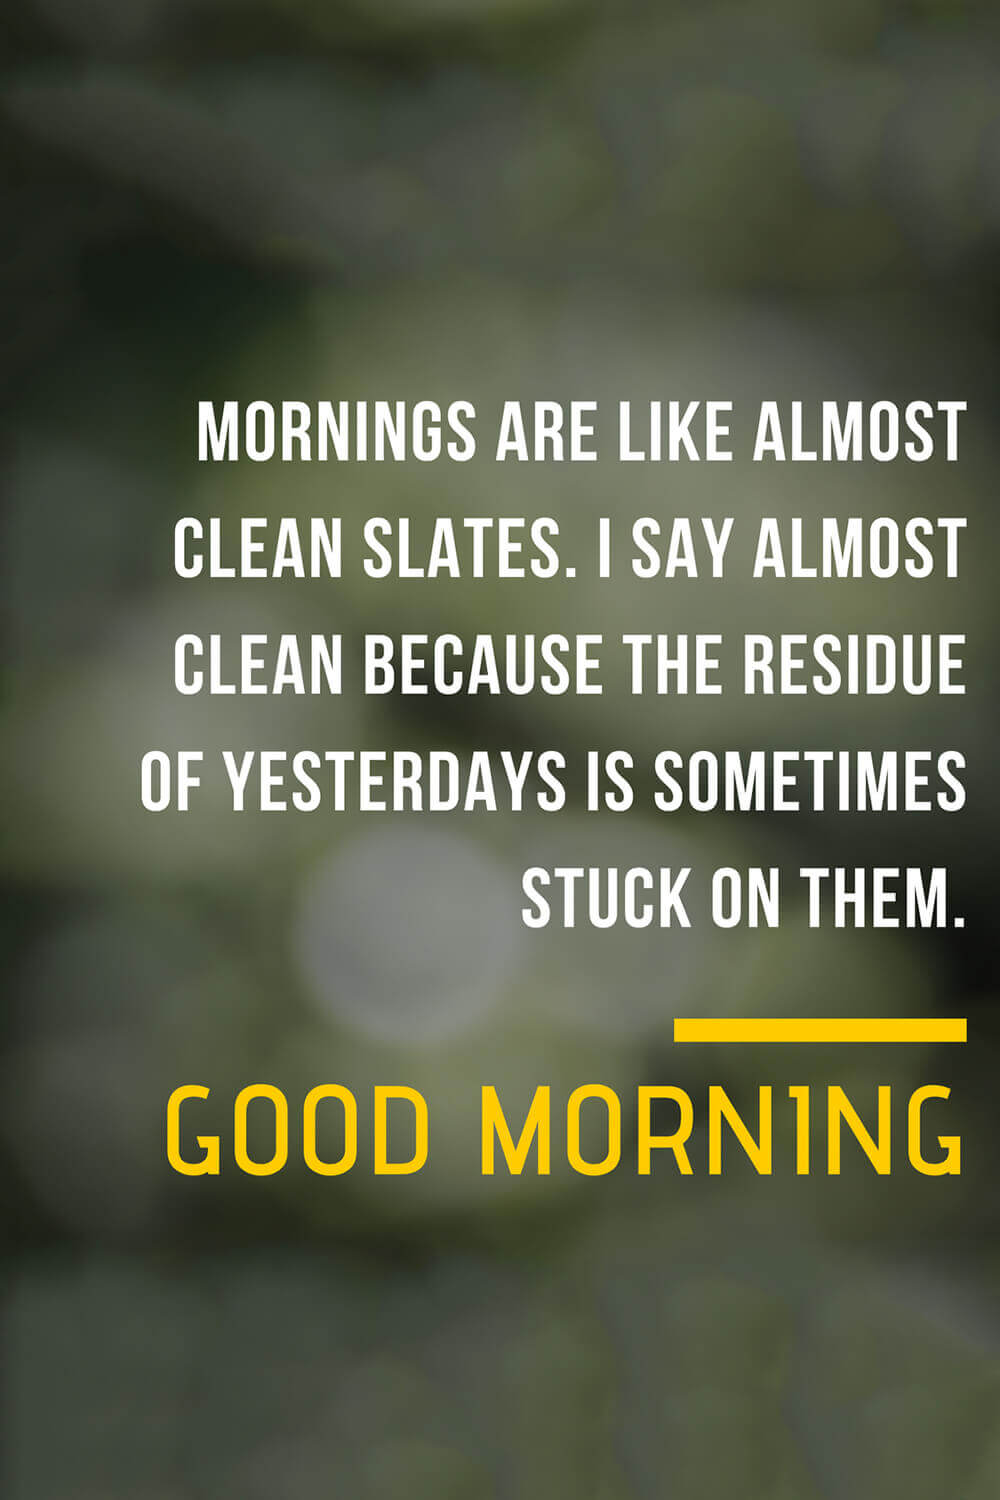 MORNINGS ARE LIKE ALMOST
CLEAN SLATES. I SAY ALMOST
CLEAN BECAUSE THE RESIDUE
OF YESTERDAYS IS SOMETIMES
STUCK ON THEM.
GOOD MORNING